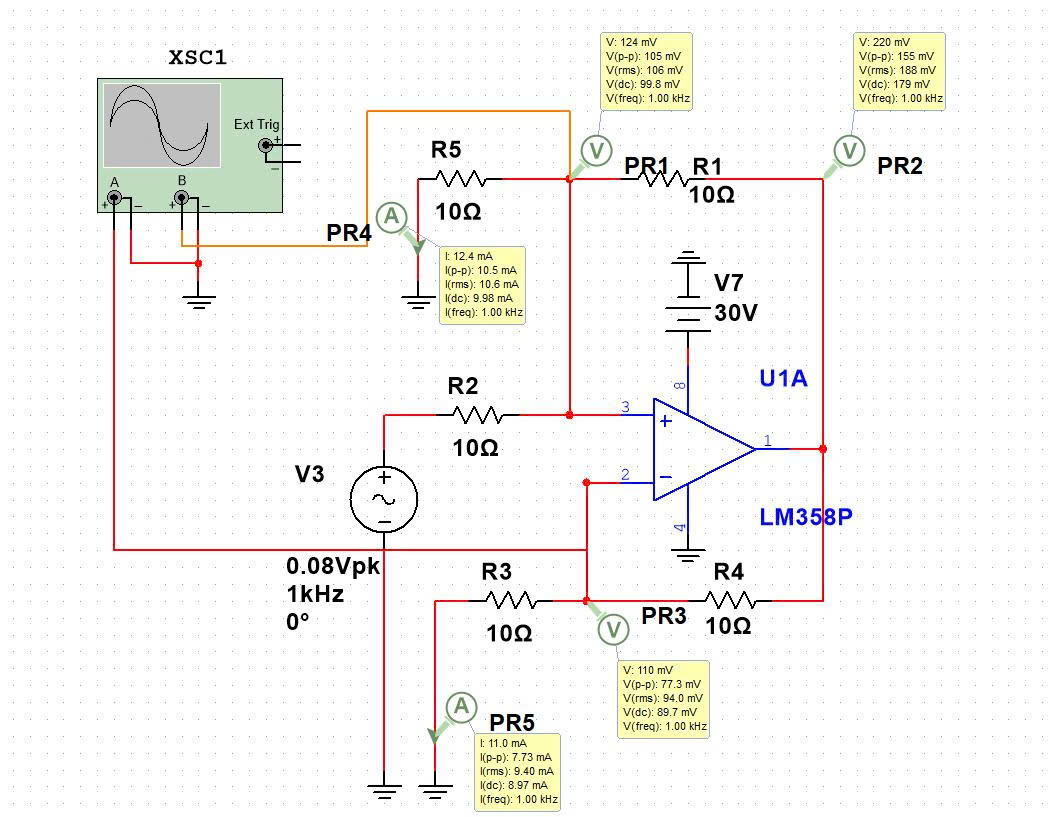 XSC1
Ext Trig
+
−
A
B
+ −
+ −
V: 124 mV
V(p-p): 105 mV
V(rms): 106 mV
V(dc): 99.8 mV
V(freq): 1.00 kHz
V
PR1
V: 220 mV
V(p-p): 155 mV
V(rms): 188 mV
V(dc): 179 mV
V(freq): 1.00 kHz
V
PR2
R5
10Ω
R1
10Ω
PR4
A
I: 12.4 mA
I(p-p): 10.5 mA
I(rms): 10.6 mA
I(dc): 9.98 mA
I(freq): 1.00 kHz
V7
30V
U1A
8
3
+
1
2
−
4
LM358P
R2
10Ω
V3
+
−
0.08Vpk
1kHz
0°
R3
10Ω
R4
10Ω
PR3
V
V: 110 mV
V(p-p): 77.3 mV
V(rms): 94.0 mV
V(dc): 89.7 mV
V(freq): 1.00 kHz
A
PR5
I: 11.0 mA
I(p-p): 7.73 mA
I(rms): 9.40 mA
I(dc): 8.97 mA
I(freq): 1.00 kHz